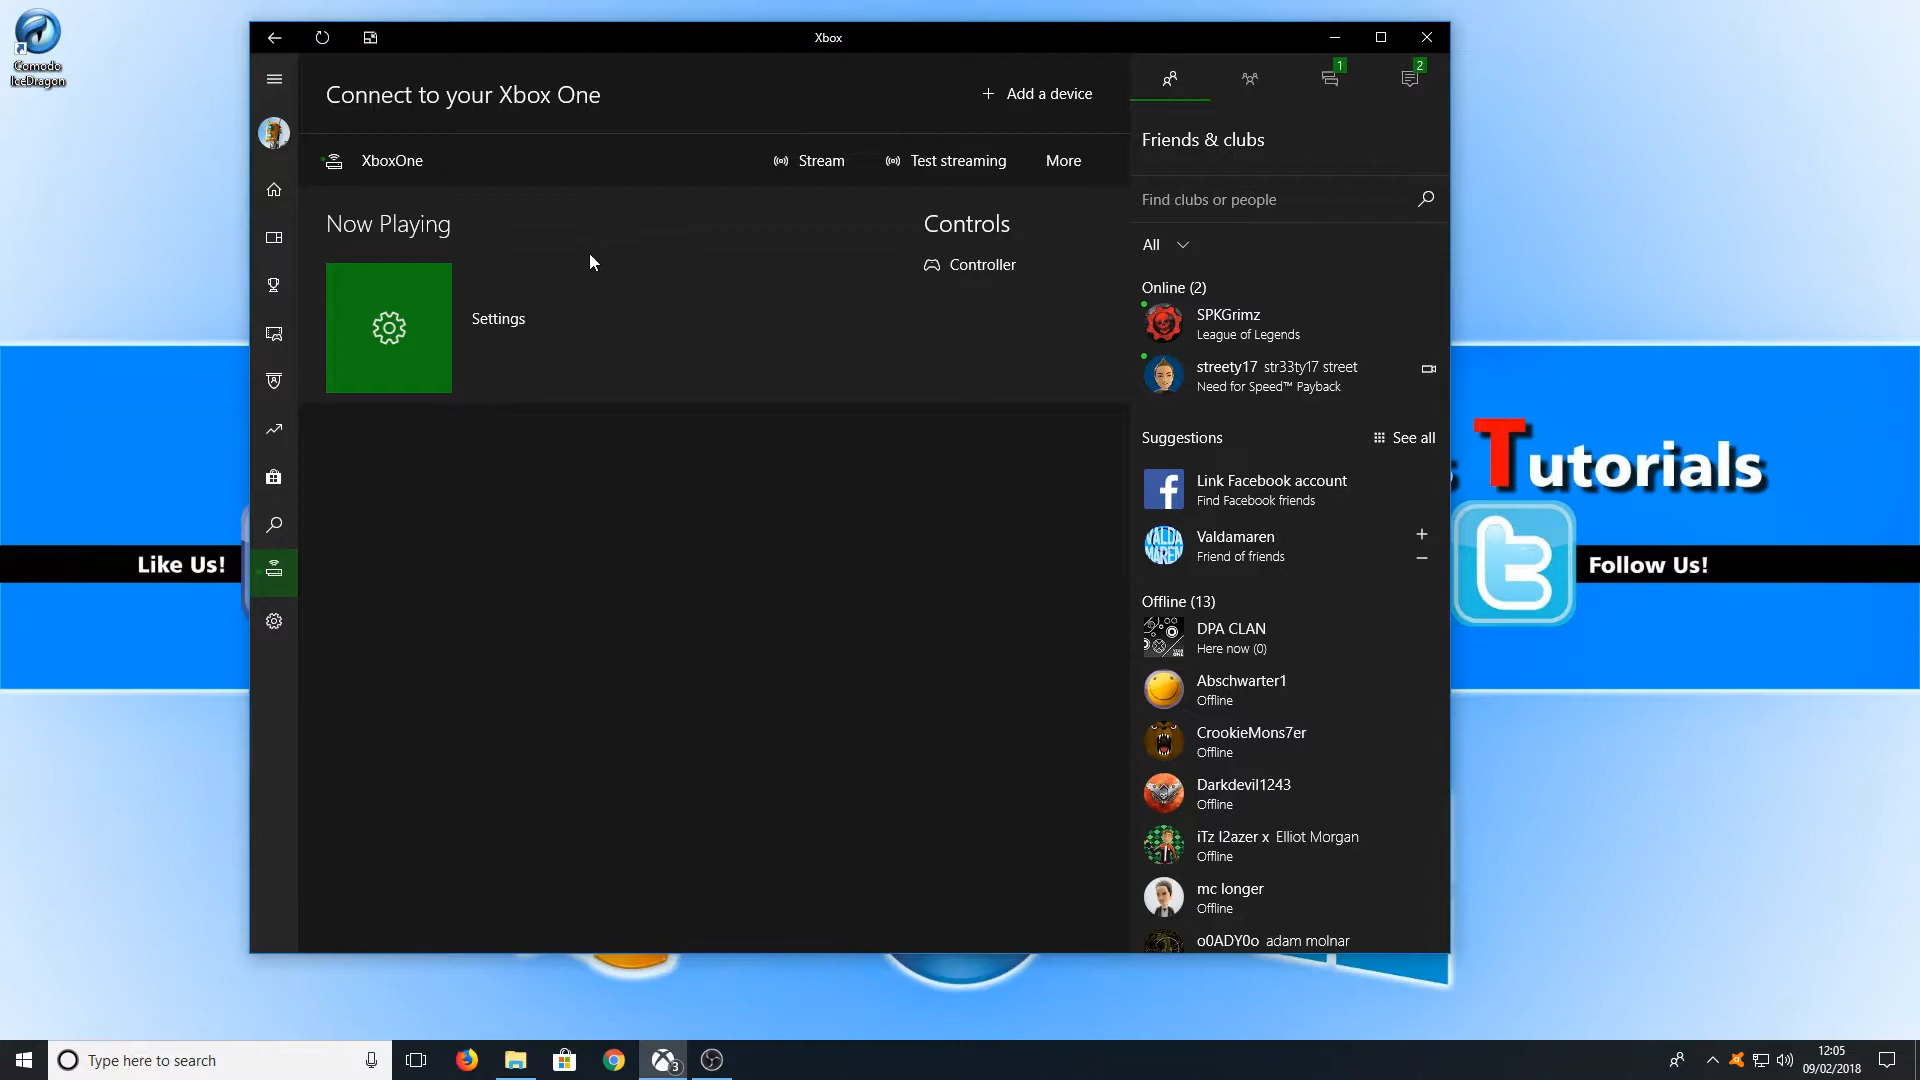 Comodo
IceDragon
Xbox
Connect to your Xbox One
Add a device
XboxOne
Stream
Test streaming
More
Now Playing
Settings
Controls
Controller
1
2
Friends & clubs
Find clubs or people
All
Online (2)
SPKGrimz
League of Legends
streety17 str33ty17 street
Need for Speed™ Payback
Suggestions
See all
Link Facebook account
Find Facebook friends
VALDA
MAREN
Valdamaren
Friend of friends
Offline (13)
DPA CLAN
Here now (0)
Abschwarter1
Offline
CrookieMons7er
Offline
Darkdevil1243
Offline
iTz l2azer x Elliot Morgan
Offline
mc longer
Offline
o0ADY0o adam molnar
Tutorials
Like Us!
Follow Us!
Type here to search
3
12:05
09/02/2018